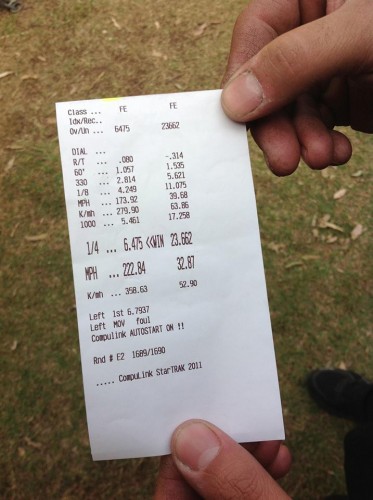 Class ... FE FE
Idx/Rec..
Ov/Un ... 6475 23662
DIAL ...
R/T ... .080 -.314
60' ... 1.057 1.535
330 ... 2.814 5.621
1/8 ... 4.249 11.075
MPH ... 173.92 39.68
K/mh ... 279.90 63.86
1000 ... 5.461 17.258
1/4 ... 6.475 <<WIN 23.662
MPH ... 222.84 32.87
K/mh ... 358.63 52.90
Left 1st 6.7937
Left MOV foul
Compulink AUTOSTART ON !!
Rnd # E2 1689/1690
..... CompuLink StarTRAK 2011